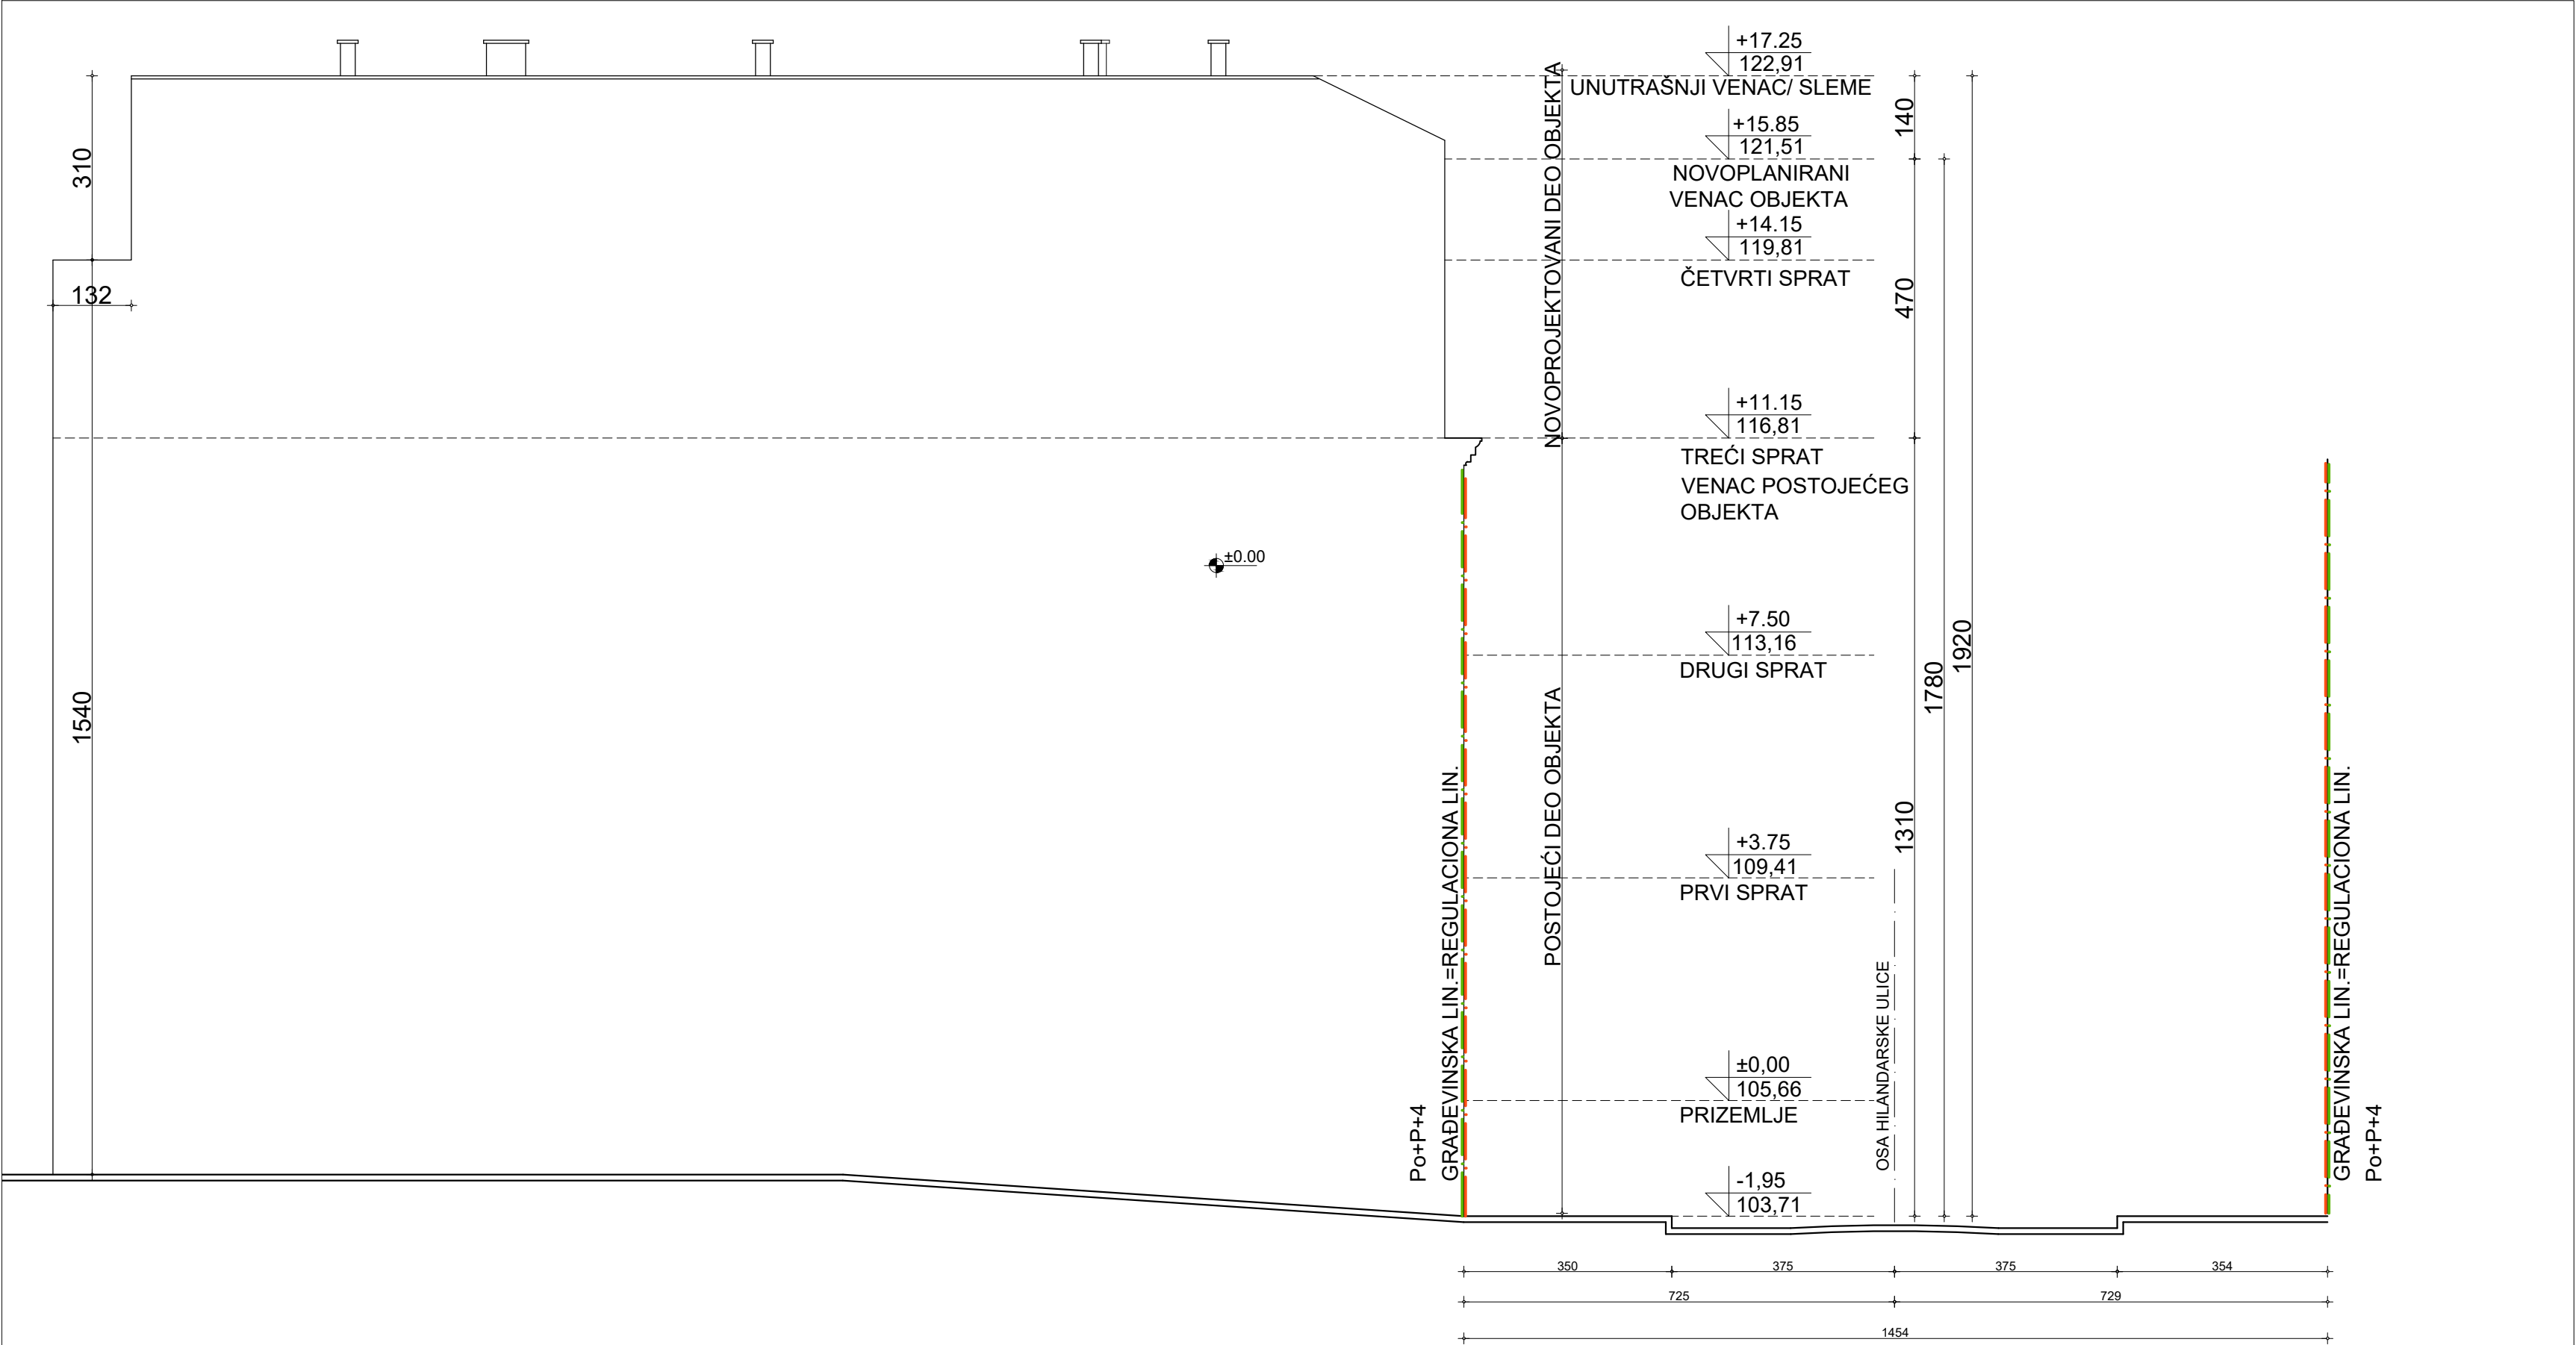 +17.25
122,91
UNUTRAŠNJI VENAC/ SLEME
140
+15.85
121,51
NOVOPLANIRANI
VENAC OBJEKTA
310
NOVOPROJEKTOVANI DEO OBJEKTA
+14.15
119,81
ČETVRTI SPRAT
132
470
+11.15
116,81
TREĆI SPRAT
VENAC POSTOJEĆEG
OBJEKTA
±0.00
+7.50
113,16
DRUGI SPRAT
1540
1780
1920
POSTOJEĆI DEO OBJEKTA
1310
+3.75
109,41
PRVI SPRAT
GRAĐEVINSKA LIN.=REGULACIONA LIN.
Po+P+4
OSA HILANDARSKE ULICE
GRAĐEVINSKA LIN.=REGULACIONA LIN.
Po+P+4
±0,00
105,66
PRIZEMLJE
-1,95
103,71
350
375
375
354
725
729
1454